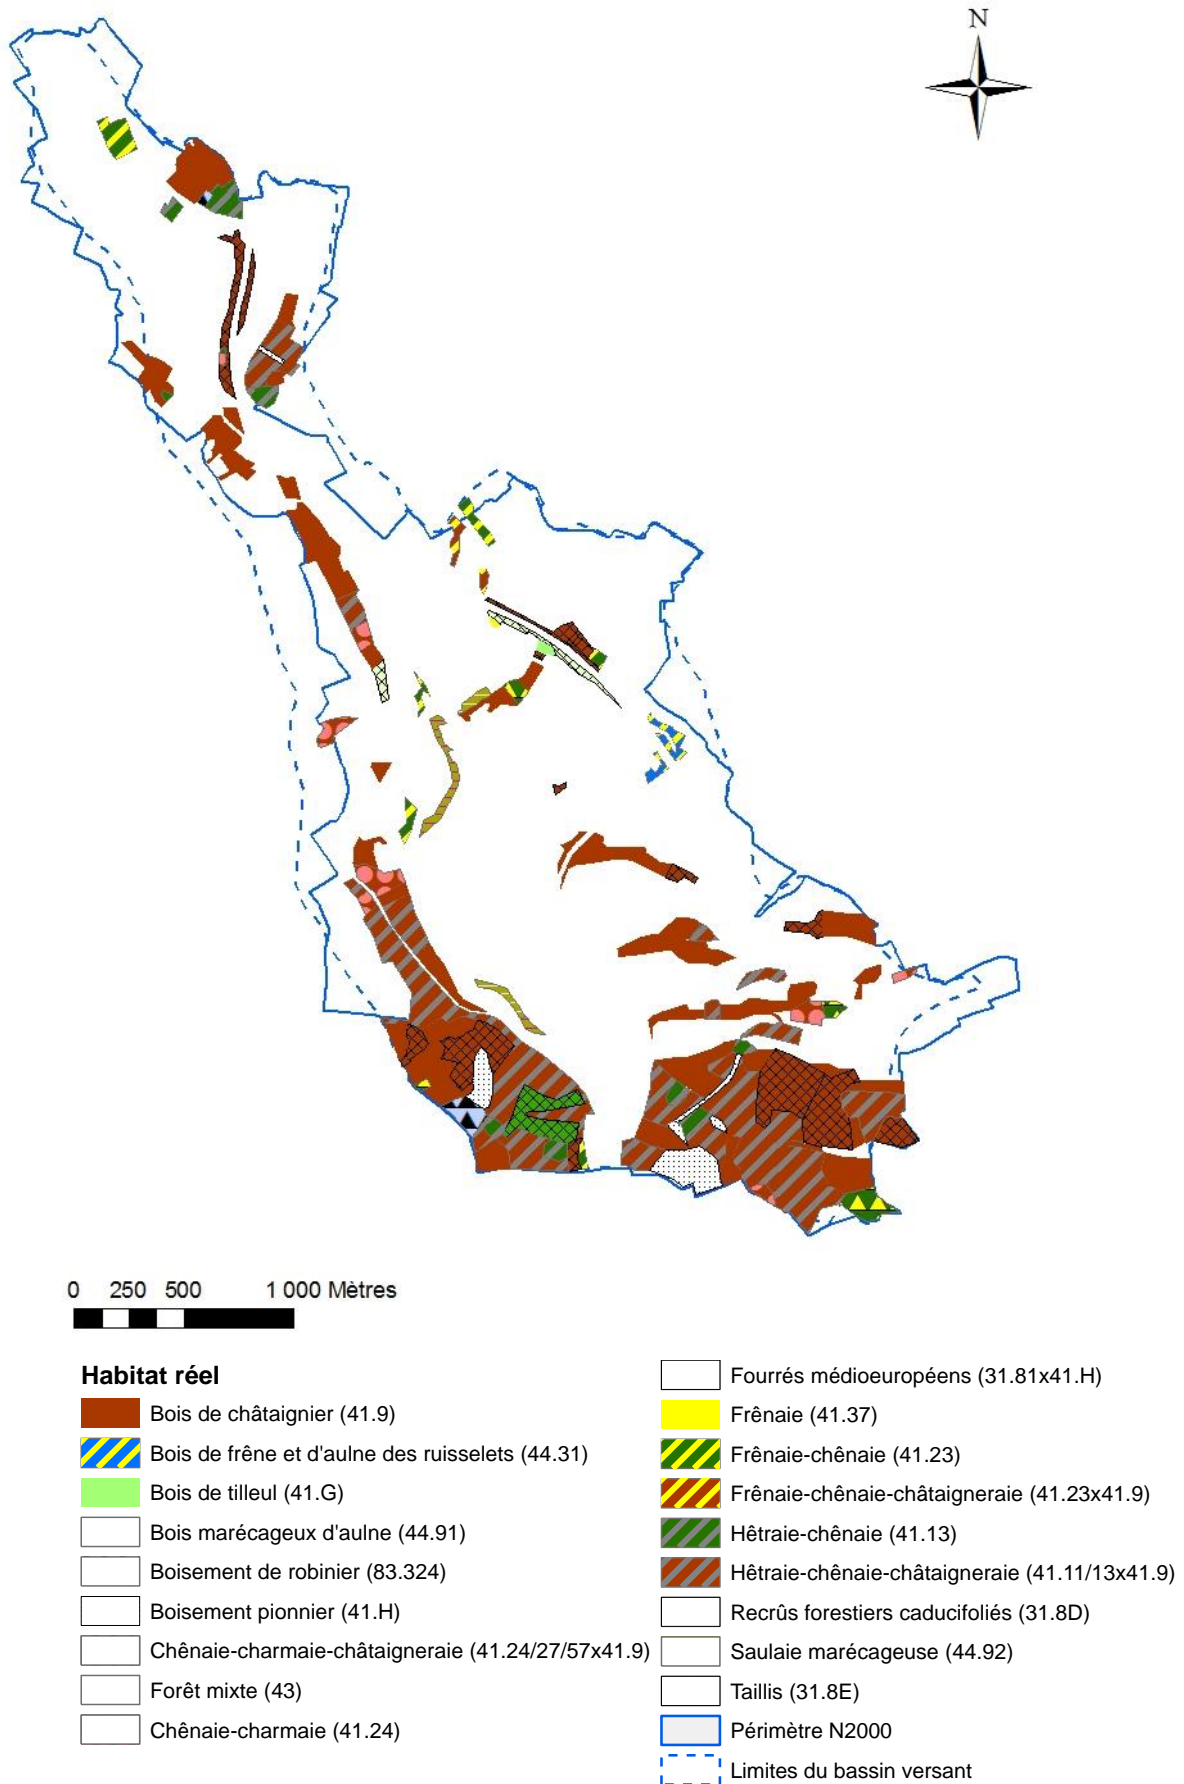 N
0 250 500 1 000 Mètres
Habitat réel
Bois de châtaignier (41.9)
Bois de frêne et d'aulne des ruisselets (44.31)
Bois de tilleul (41.G)
Bois marécageux d'aulne (44.91)
Boisement de robinier (83.324)
Boisement pionnier (41.H)
Chênaie-charmaie-châtaigneraie (41.24/27/57x41.9)
Forêt mixte (43)
Chênaie-charmaie (41.24)
Fourrés médioeuropéens (31.81x41.H)
Frênaie (41.37)
Frênaie-chênaie (41.23)
Frênaie-chênaie-châtaigneraie (41.23x41.9)
Hêtraie-chênaie (41.13)
Hêtraie-chênaie-châtaigneraie (41.11/13x41.9)
Recrûs forestiers caducifoliés (31.8D)
Saulaie marécageuse (44.92)
Taillis (31.8E)
Périmètre N2000
Limites du bassin versant